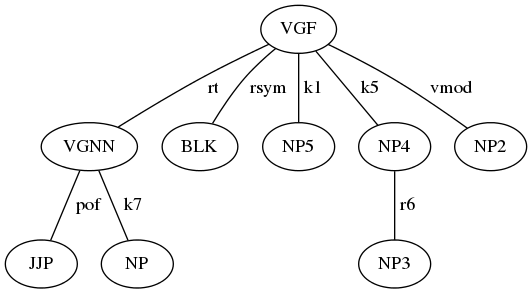 VGF
rt rsym k1 k5 vmod
VGNN BLK NP5 NP4 NP2
pof k7 r6
JJP NP NP3